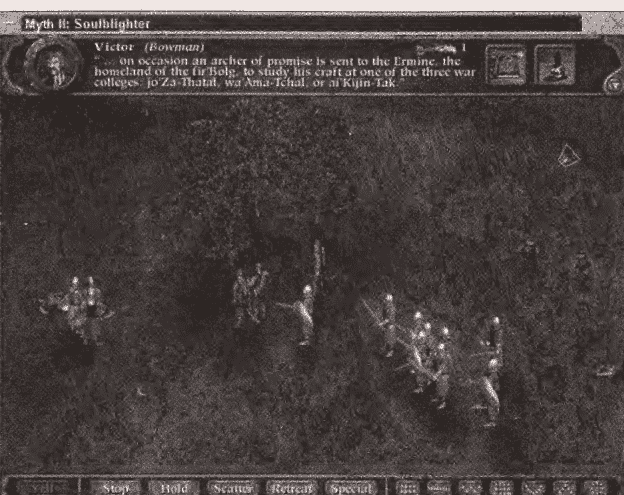 Myth II: Soulblighter
Victor (Bowman)
1
"... on occasion an archer of promise is sent to the Ermine, the
homeland of the fir'Bolg, to study his craft at one of the three war
colleges: jo'Za-Thatal, wa'Ama-Tchal, or ai'Kijin-Tak."
Stop Hold Scatter Retreat Special